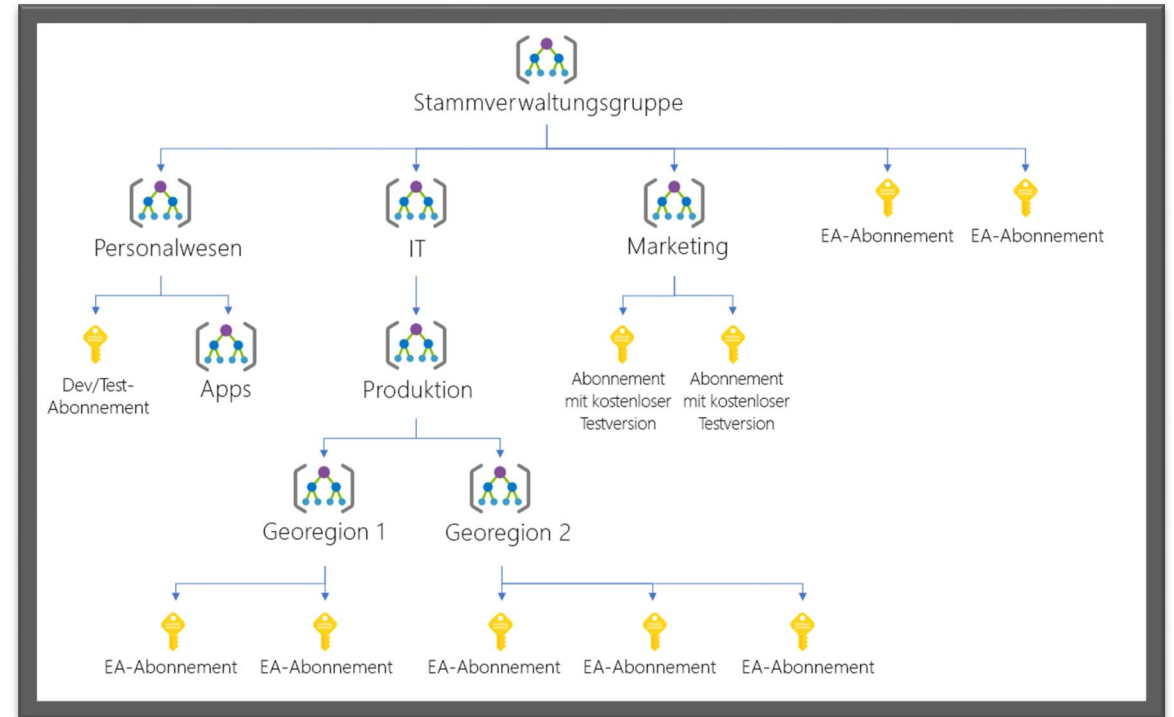 Stammverwaltungsgruppe
Personalwesen
IT
Marketing
EA-Abonnement
EA-Abonnement
Dev/Test-
Abonnement
Apps
Produktion
Abonnement
mit kostenloser
Testversion
Abonnement
mit kostenloser
Testversion
Georegion 1
Georegion 2
EA-Abonnement
EA-Abonnement
EA-Abonnement
EA-Abonnement
EA-Abonnement